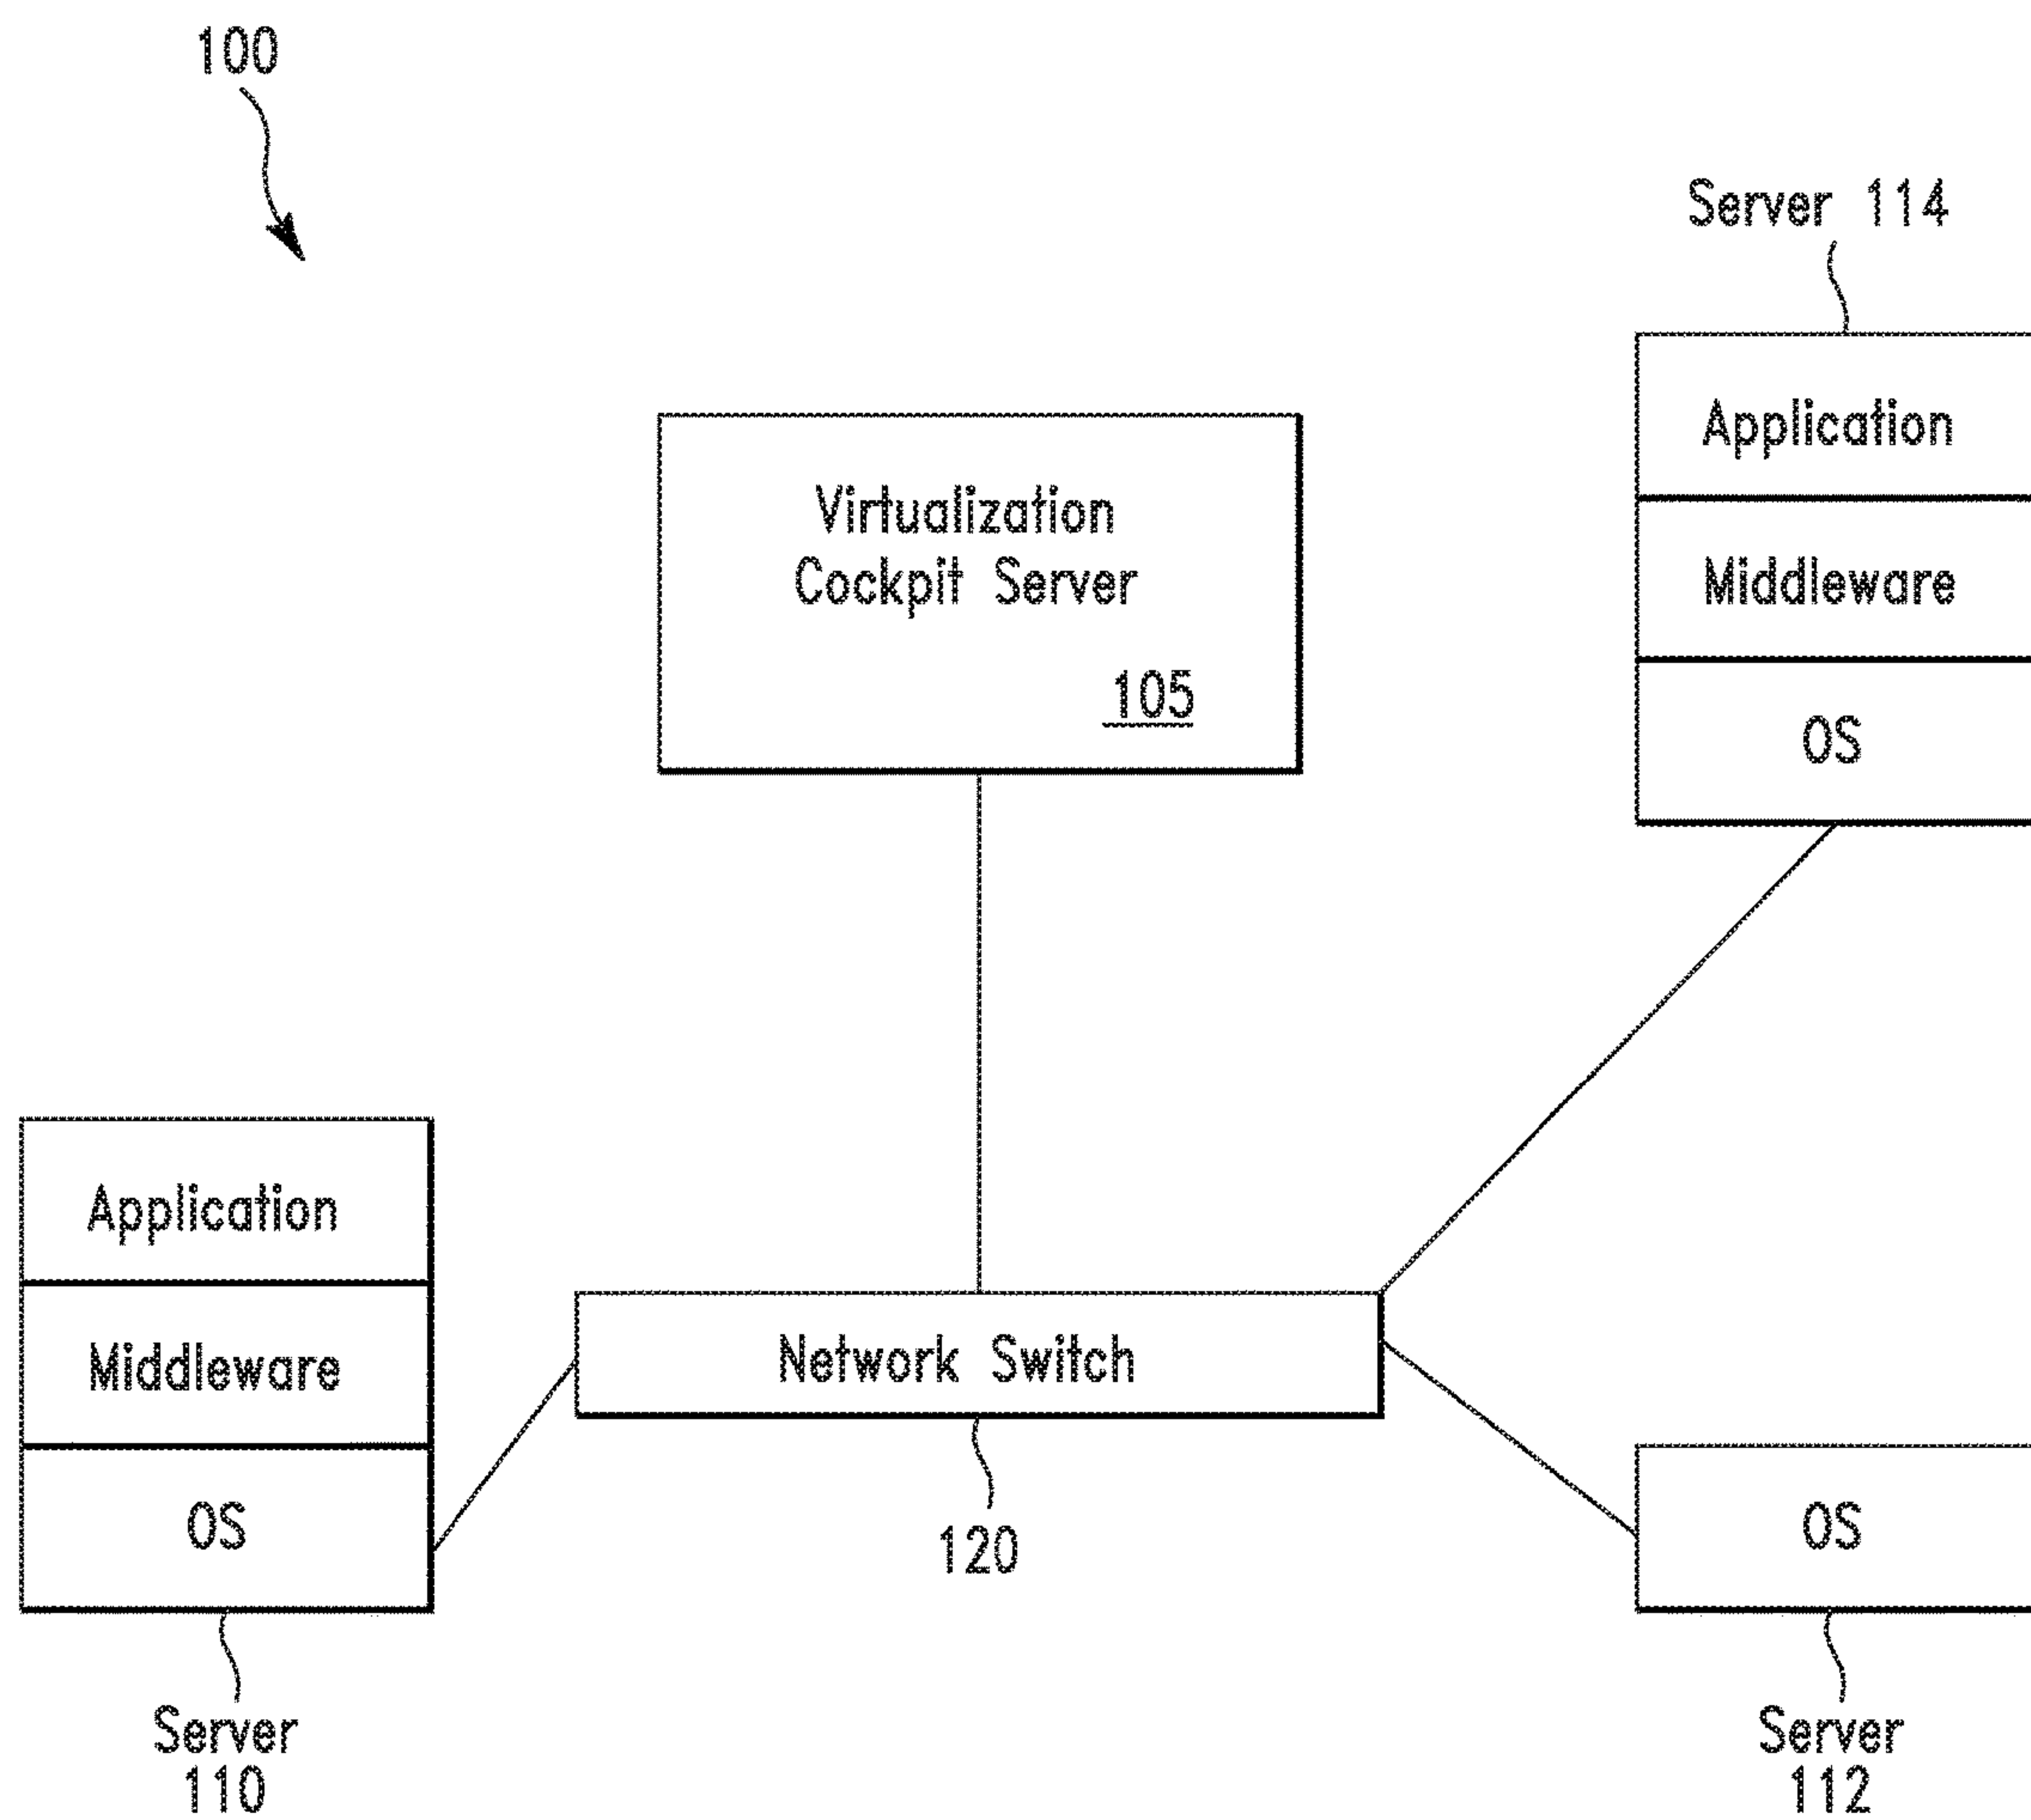 100
Server 114
Application
Middleware
OS
Virtualization
Cockpit Server
105
Application
Middleware
OS
Network Switch
120
OS
Server
110
Server
112